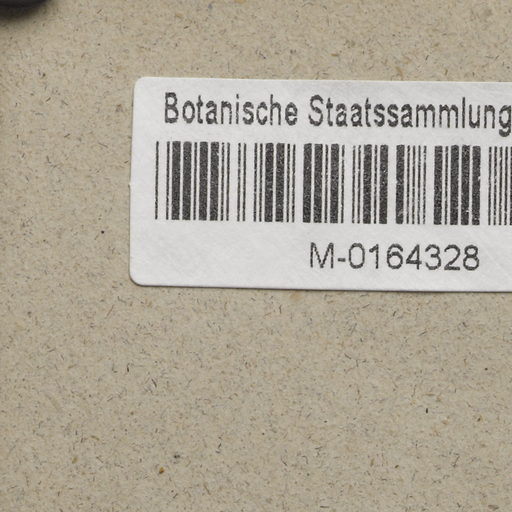 Botanische Staatssammlung
M-0164328